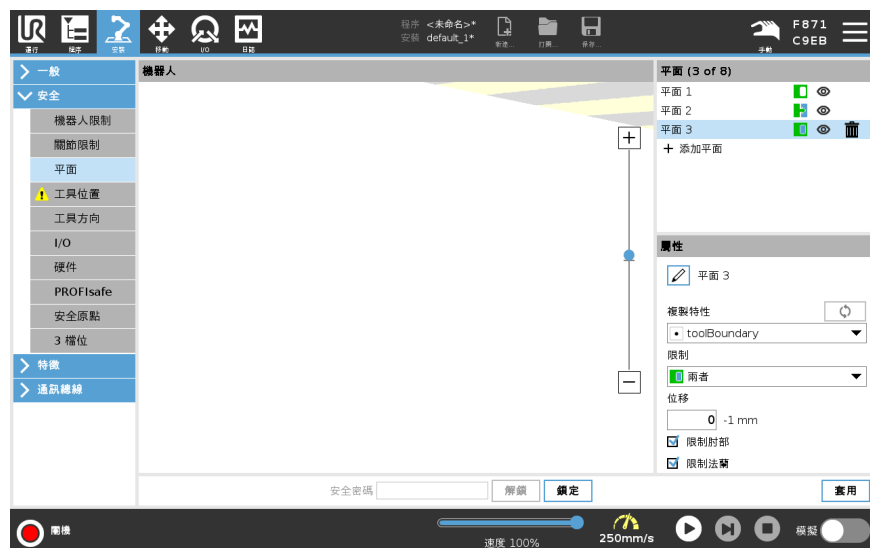 運行
程序
安裝
移動
I/O
日誌
程序 <未命名>*
安裝 default_1*
新建...
打開...
保存...
手動
F871
C9EB
一般
安全
機器人限制
關節限制
平面
工具位置
工具方向
I/O
硬件
PROFIsafe
安全原點
3 檔位
特徵
通訊總線
機器人
平面 (3 of 8)
平面 1
平面 2
平面 3
添加平面
屬性
平面 3
複製特性
toolBoundary
限制
兩者
位移
0 -1 mm
限制肘部
限制法蘭
安全密碼
解鎖
鎖定
套用
關機
速度 100%
250mm/s
模擬